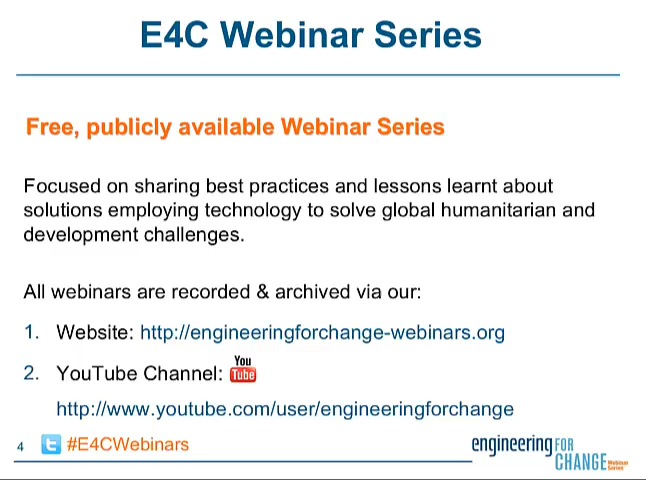 E4C Webinar Series
Free, publicly available Webinar Series
Focused on sharing best practices and lessons learnt about
solutions employing technology to solve global humanitarian and
development challenges.
All webinars are recorded & archived via our:
1. Website: http://engineeringforchange-webinars.org
2. YouTube Channel: You Tube
http://www.youtube.com/user/engineeringforchange
4 #E4CWebinars
engineering FOR
CHANGE Webinar Series